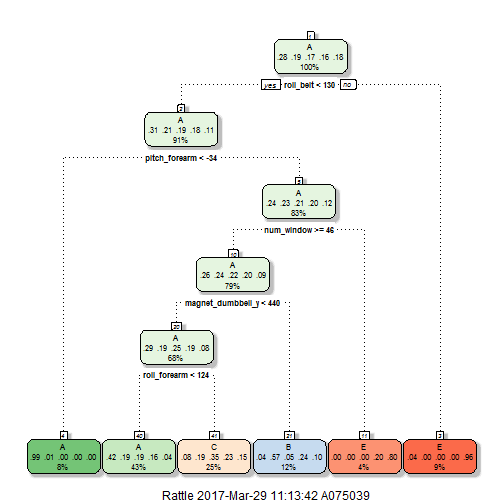 1
A
.28 .19 .17 .16 .18
100%
yes roll_belt < 130 no
2
A
.31 .21 .19 .18 .11
91%
pitch_forearm < -34
5
A
.24 .23 .21 .20 .12
83%
num_window >= 46
10
A
.26 .24 .22 .20 .09
79%
magnet_dumbbell_y < 440
20
A
.29 .19 .25 .19 .08
68%
roll_forearm < 124
4 40 41 21 11 3
A A C B E E
.99 .01 .00 .00 .00 .42 .19 .19 .16 .04 .08 .19 .35 .23 .15 .04 .57 .05 .24 .10 .00 .00 .00 .20 .80 .04 .00 .00 .00 .96
8% 43% 25% 12% 4% 9%
Rattle 2017-Mar-29 11:13:42 A075039